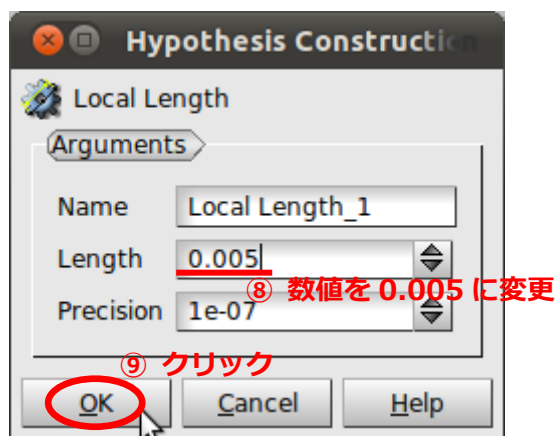 Hypothesis Construction
Local Length
Arguments
Name Local Length_1
Length 0.005
⑧ 数値を 0.005 に変更
Precision 1e-07
⑨ クリック
OK Cancel Help